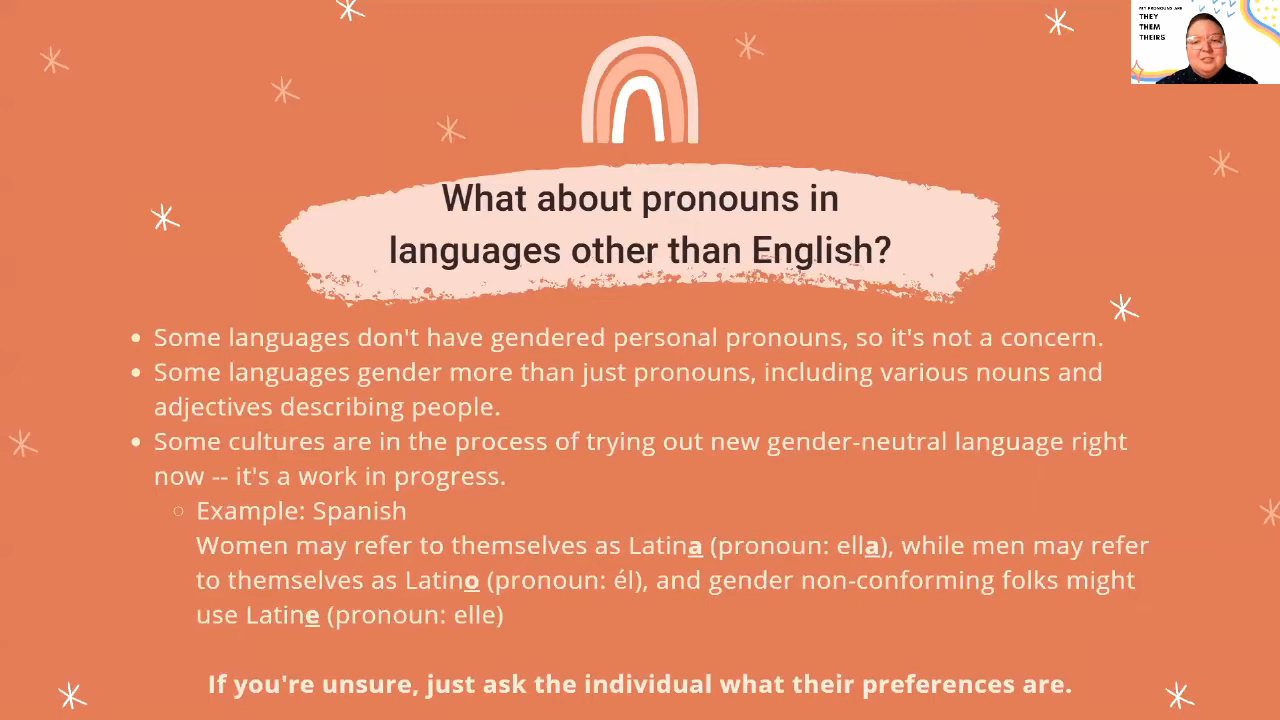 MY PRONOUNS ARE
THEY
THEM
THEIRS
What about pronouns in
languages other than English?
• Some languages don't have gendered personal pronouns, so it's not a concern.
• Some languages gender more than just pronouns, including various nouns and
adjectives describing people.
• Some cultures are in the process of trying out new gender-neutral language right
now -- it's a work in progress.
○ Example: Spanish
Women may refer to themselves as Latina (pronoun: ella), while men may refer
to themselves as Latino (pronoun: él), and gender non-conforming folks might
use Latine (pronoun: elle)
If you're unsure, just ask the individual what their preferences are.